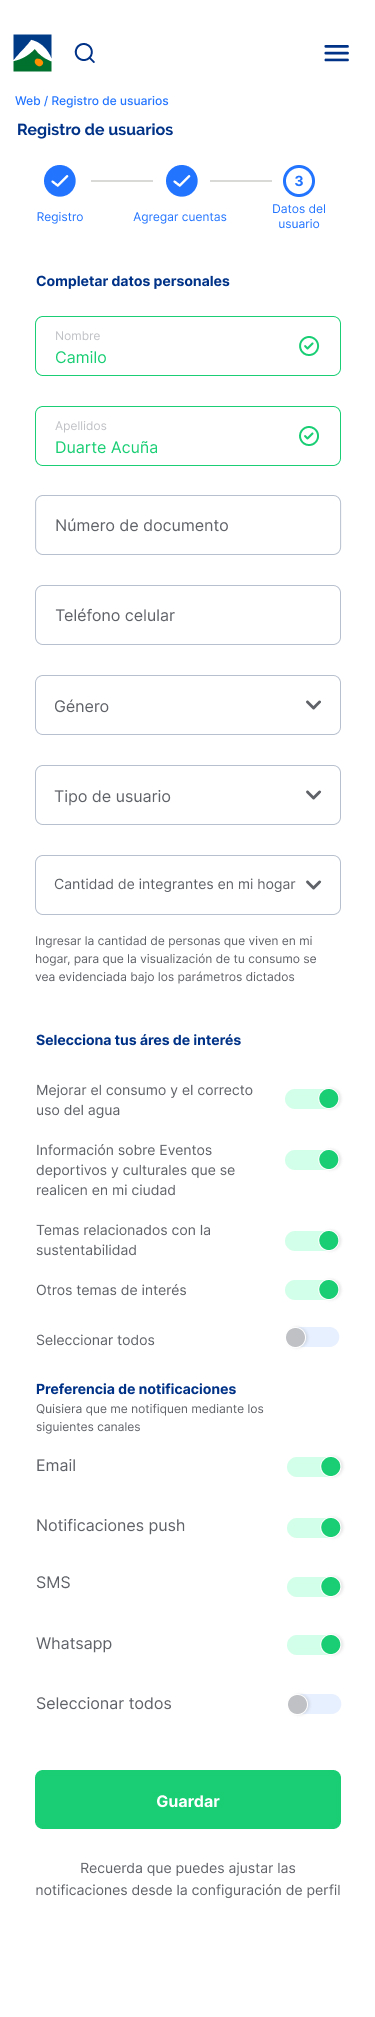 Web / Registro de usuarios
Registro de usuarios
3
Registro
Agregar cuentas
Datos del
usuario
Completar datos personales
Nombre
Camilo
Apellidos
Duarte Acuña
Número de documento
Teléfono celular
Género
Tipo de usuario
Cantidad de integrantes en mi hogar
Ingresar la cantidad de personas que viven en mi
hogar, para que la visualización de tu consumo se
vea evidenciada bajo los parámetros dictados
Selecciona tus áres de interés
Mejorar el consumo y el correcto
uso del agua
Información sobre Eventos
deportivos y culturales que se
realicen en mi ciudad
Temas relacionados con la
sustentabilidad
Otros temas de interés
Seleccionar todos
Preferencia de notificaciones
Quisiera que me notifiquen mediante los
siguientes canales
Email
Notificaciones push
SMS
Whatsapp
Seleccionar todos
Guardar
Recuerda que puedes ajustar las
notificaciones desde la configuración de perfil